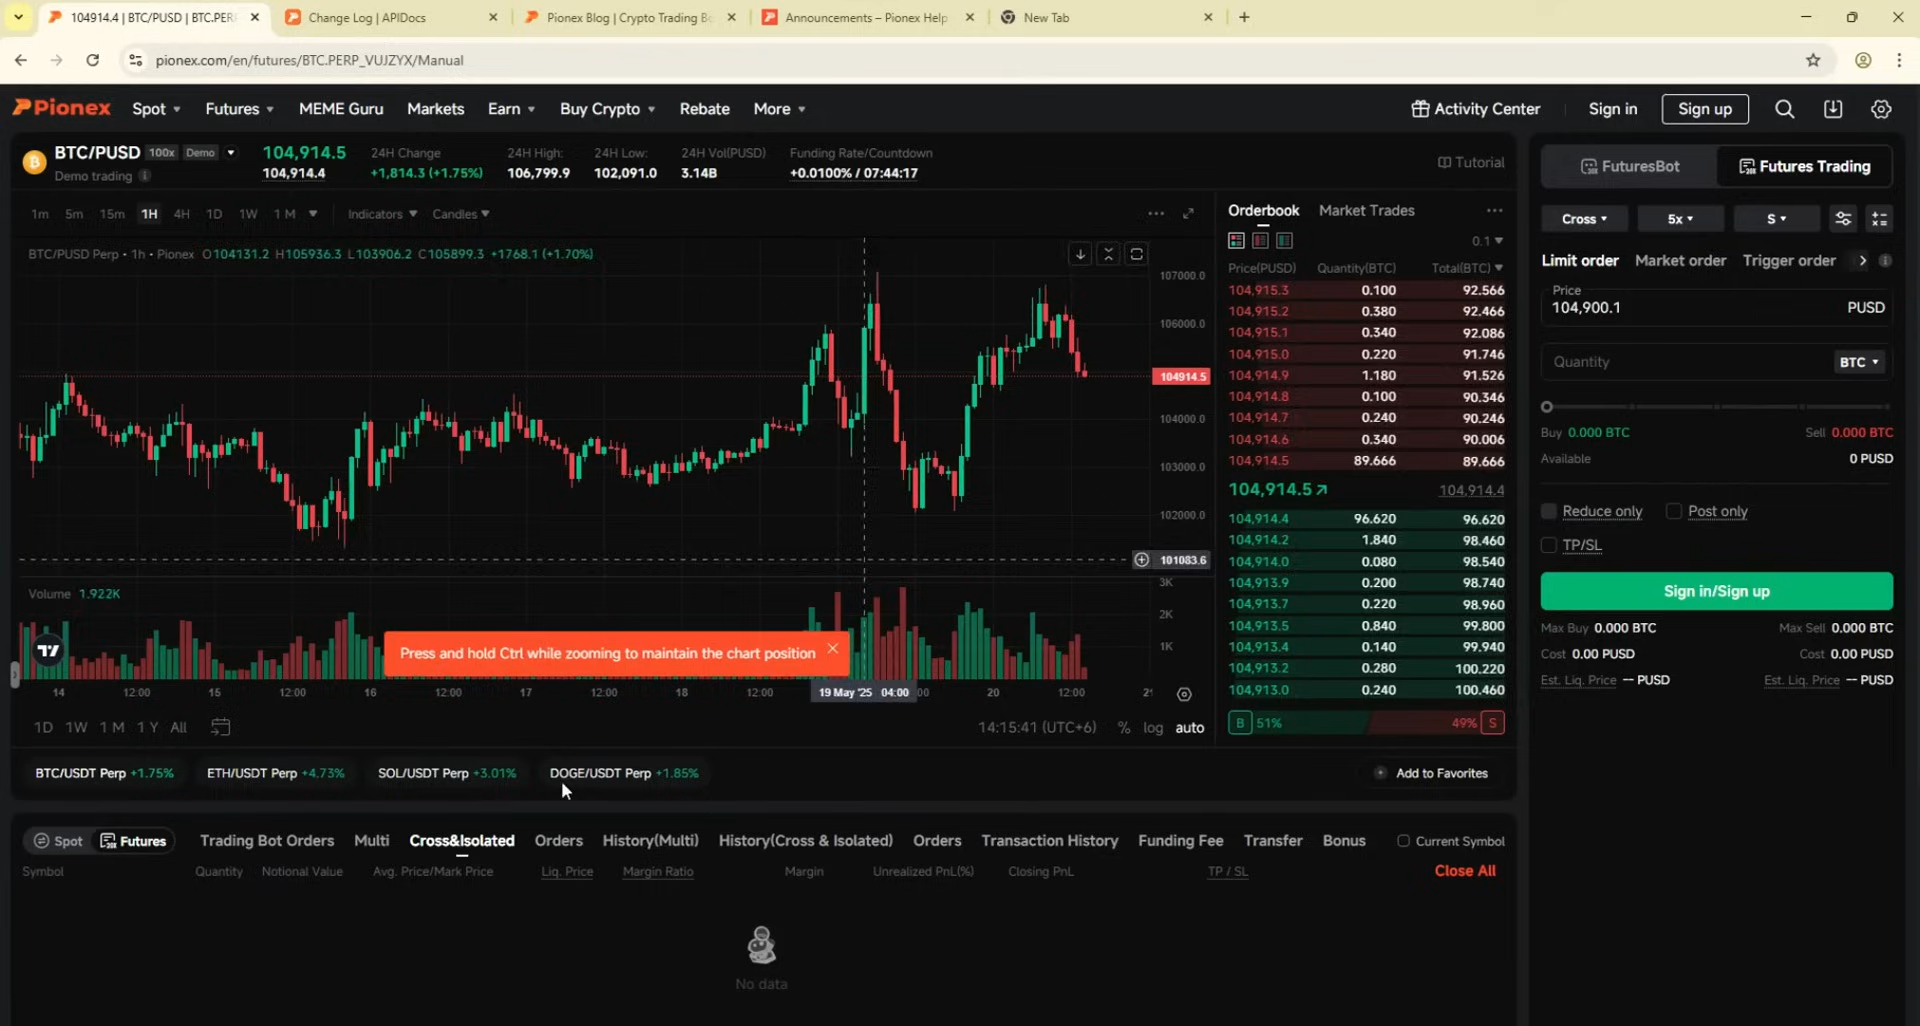 104914.4 | BTC/PUSD | BTC.PER
Change Log | APIDocs
Pionex Blog | Crypto Trading Bo
Announcements – Pionex Help
New Tab
pionex.com/en/futures/BTC.PERP_VUJZYX/Manual
Pionex Spot Futures MEME Guru Markets Earn Buy Crypto Rebate More Activity Center Sign in Sign up
BTC/PUSD 100x Demo 104,914.5 24H Change 24H High: 24H Low: 24H Vol(PUSD) Funding Rate/Countdown
Demo trading 104,914.4 +1,814.3 (+1.75%) 106,799.9 102,091.0 3.14B +0.0100% / 07:44:17
Tutorial
1m 5m 15m 1H 4H 1D 1W 1 M Indicators Candles
BTC/PUSD Perp • 1h • Pionex O104131.2 H105936.3 L103906.2 C105899.3 +1768.1 (+1.70%)
107000.0
106000.0
104914.5
104000.0
103000.0
102000.0
101083.6
Volume 1.922K
3K
2K
1K
Press and hold Ctrl while zooming to maintain the chart position
14 12:00 15 12:00 16 12:00 17 12:00 18 12:00 19 May '25 04:00 :00 20 12:00 2
1D 1W 1 M 1 Y All 14:15:41 (UTC+6) % log auto
BTC/USDT Perp +1.75% ETH/USDT Perp +4.73% SOL/USDT Perp +3.01% DOGE/USDT Perp +1.85% Add to Favorites
Orderbook Market Trades
0.1
Price(PUSD) Quantity(BTC) Total(BTC)
104,915.3 0.100 92.566
104,915.2 0.380 92.466
104,915.1 0.340 92.086
104,915.0 0.220 91.746
104,914.9 1.180 91.526
104,914.8 0.100 90.346
104,914.7 0.240 90.246
104,914.6 0.340 90.006
104,914.5 89.666 89.666
104,914.5 104,914.4
104,914.4 96.620 96.620
104,914.2 1.840 98.460
104,914.0 0.080 98.540
104,913.9 0.200 98.740
104,913.7 0.220 98.960
104,913.5 0.840 99.800
104,913.4 0.140 99.940
104,913.2 0.280 100.220
104,913.0 0.240 100.460
B 51% 49% S
FuturesBot Futures Trading
Cross 5x S
Limit order Market order Trigger order
Price
104,900.1 PUSD
Quantity BTC
Buy 0.000 BTC Sell 0.000 BTC
Available 0 PUSD
Reduce only Post only
TP/SL
Sign in/Sign up
Max Buy 0.000 BTC Max Sell 0.000 BTC
Cost 0.00 PUSD Cost 0.00 PUSD
Est. Liq. Price -- PUSD Est. Liq. Price -- PUSD
Spot Futures Trading Bot Orders Multi Cross&Isolated Orders History(Multi) History(Cross & Isolated) Orders Transaction History Funding Fee Transfer Bonus Current Symbol
Symbol Quantity Notional Value Avg. Price/Mark Price Liq. Price Margin Ratio Margin Unrealized PnL(%) Closing PnL TP / SL Close All
No data